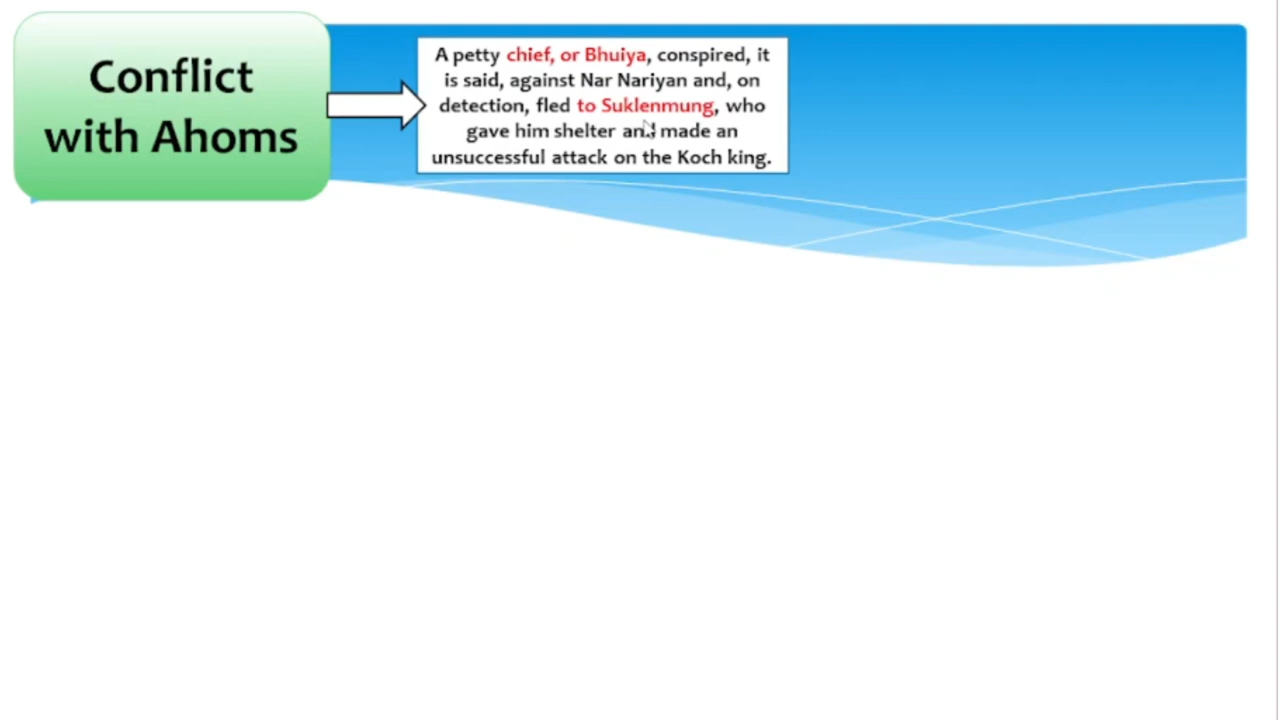 Conflict
with Ahoms
A petty chief, or Bhuiya, conspired, it
is said, against Nar Nariyan and, on
detection, fled to Suklenmung, who
gave him shelter and made an
unsuccessful attack on the Koch king.